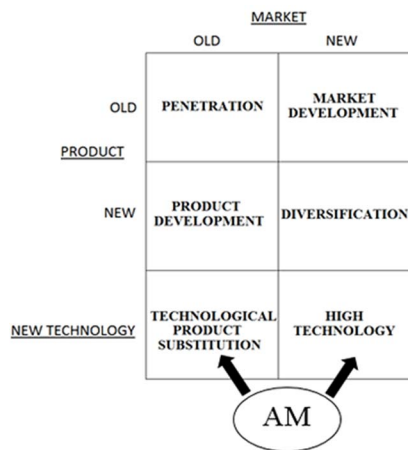 MARKET
OLD NEW
OLD PENETRATION MARKET DEVELOPMENT
PRODUCT
NEW PRODUCT DEVELOPMENT DIVERSIFICATION
NEW TECHNOLOGY TECHNOLOGICAL PRODUCT SUBSTITUTION HIGH TECHNOLOGY
AM